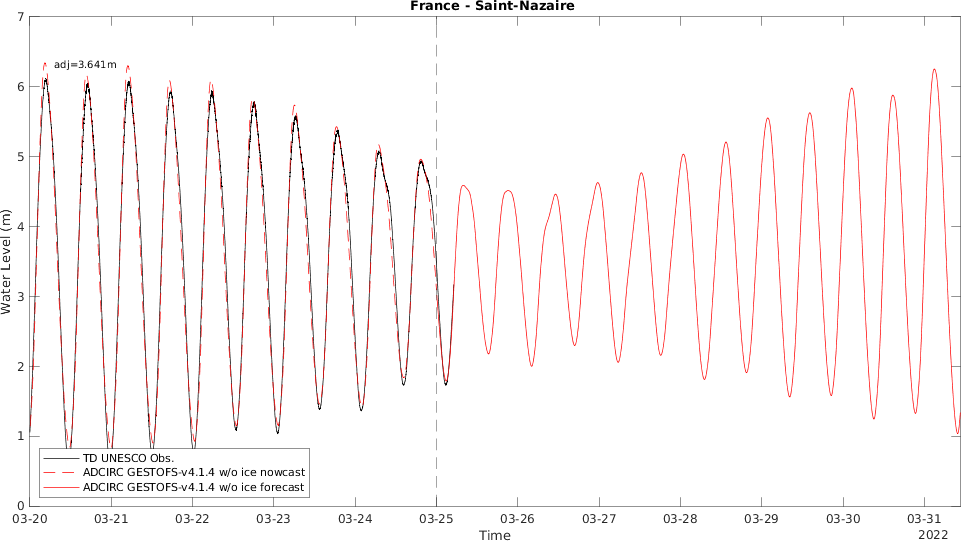 France - Saint-Nazaire
7
adj=3.641m
6
5
4
Water Level (m)
3
2
1
TD UNESCO Obs.
ADCIRC GESTOFS-v4.1.4 w/o ice nowcast
ADCIRC GESTOFS-v4.1.4 w/o ice forecast
0
03-20 03-21 03-22 03-23 03-24 03-25 03-26 03-27 03-28 03-29 03-30 03-31
Time
2022